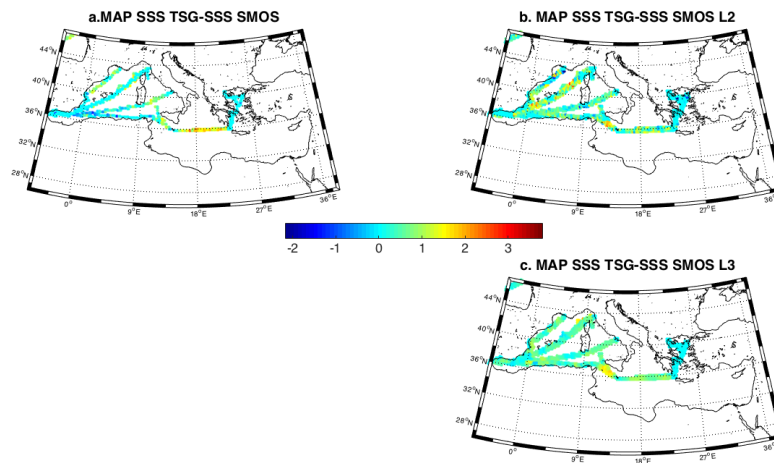 a.MAP SSS TSG-SSS SMOS
44°N
40°N
36°N
32°N
28°N
0°
9°E
18°E
27°E
36°E
b. MAP SSS TSG-SSS SMOS L2
44°N
40°N
36°N
32°N
28°N
0°
9°E
18°E
27°E
36°E
-2 -1 0 1 2 3
c. MAP SSS TSG-SSS SMOS L3
44°N
40°N
36°N
32°N
28°N
0°
9°E
18°E
27°E
36°E